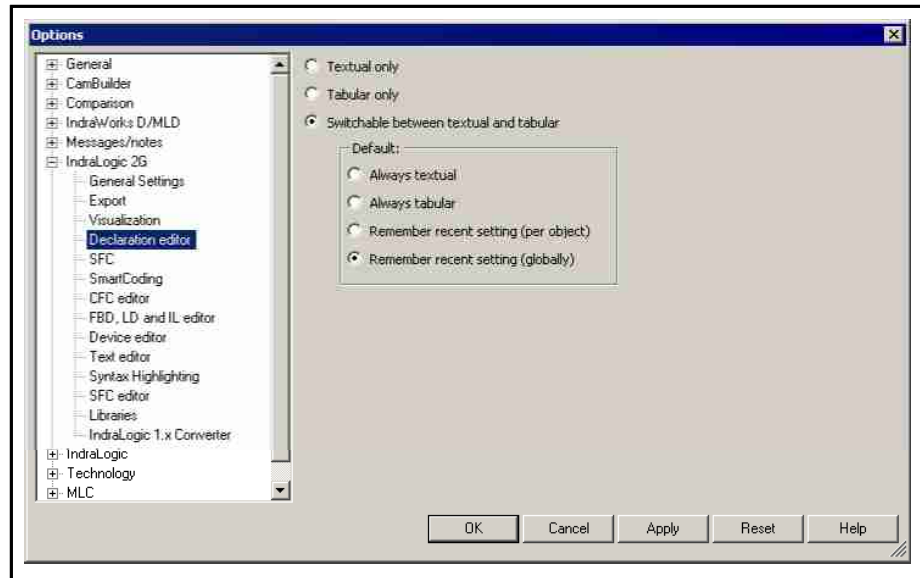 Options
General
CamBuilder
Comparison
IndraWorks D/MLD
Messages/notes
IndraLogic 2G
General Settings
Export
Visualization
Declaration editor
SFC
SmartCoding
CFC editor
FBD, LD and IL editor
Device editor
Text editor
Syntax Highlighting
SFC editor
Libraries
IndraLogic 1.x Converter
IndraLogic
Technology
MLC
Textual only
Tabular only
Switchable between textual and tabular
Default:
Always textual
Always tabular
Remember recent setting (per object)
Remember recent setting (globally)
OK Cancel Apply Reset Help